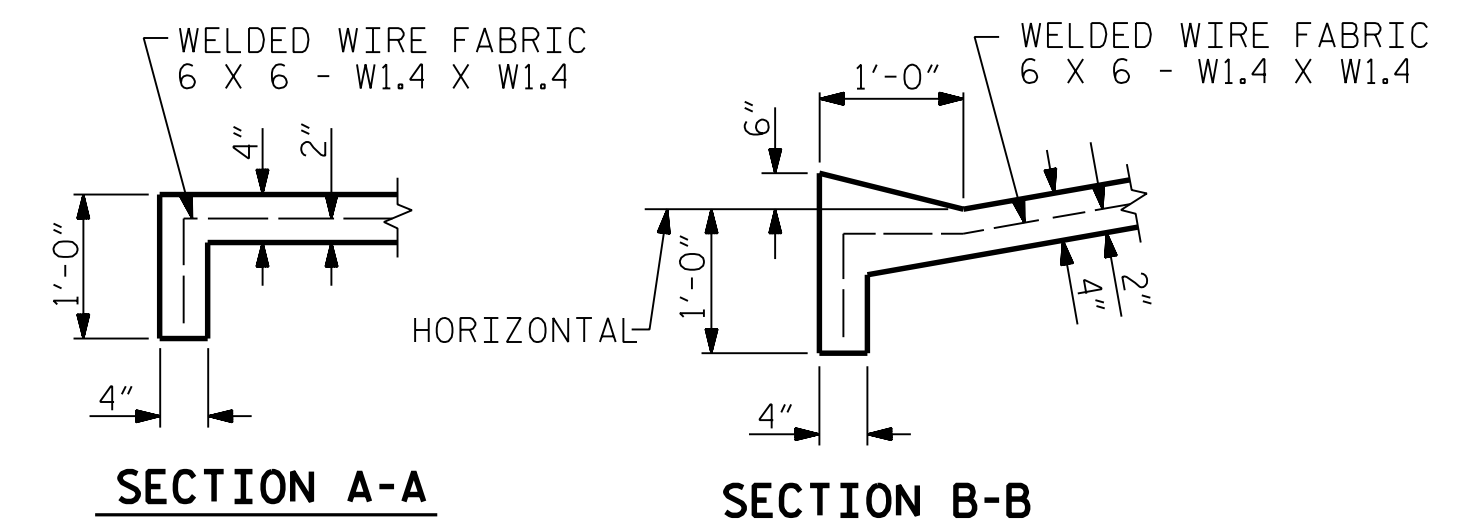 WELDED WIRE FABRIC
6 X 6 - W1.4 X W1.4
4"
2"
1'-0"
4"
SECTION A-A
WELDED WIRE FABRIC
6 X 6 - W1.4 X W1.4
1'-0"
6"
HORIZONTAL
1'-0"
4"
2"
4"
SECTION B-B